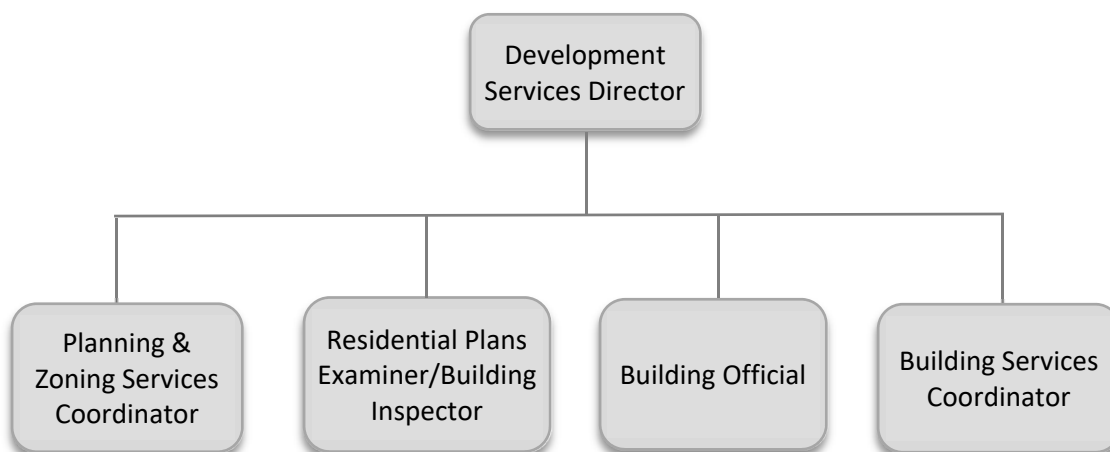 Development
Services Director
Planning &
Zoning Services
Coordinator
Residential Plans
Examiner/Building
Inspector
Building Official
Building Services
Coordinator